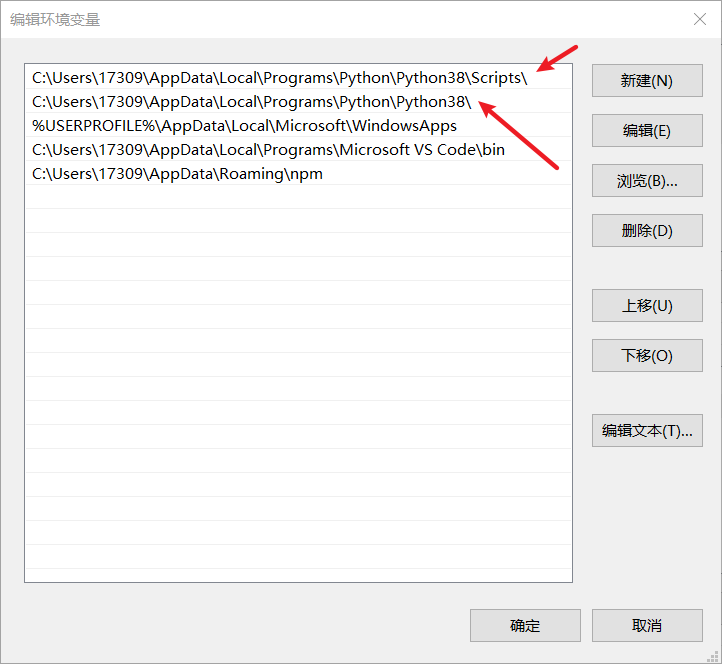 编辑环境变量
C:\Users\17309\AppData\Local\Programs\Python\Python38\Scripts\
C:\Users\17309\AppData\Local\Programs\Python\Python38\
%USERPROFILE%\AppData\Local\Microsoft\WindowsApps
C:\Users\17309\AppData\Local\Programs\Microsoft VS Code\bin
C:\Users\17309\AppData\Roaming\npm
新建(N)
编辑(E)
浏览(B)...
删除(D)
上移(U)
下移(O)
编辑文本(T)...
确定
取消